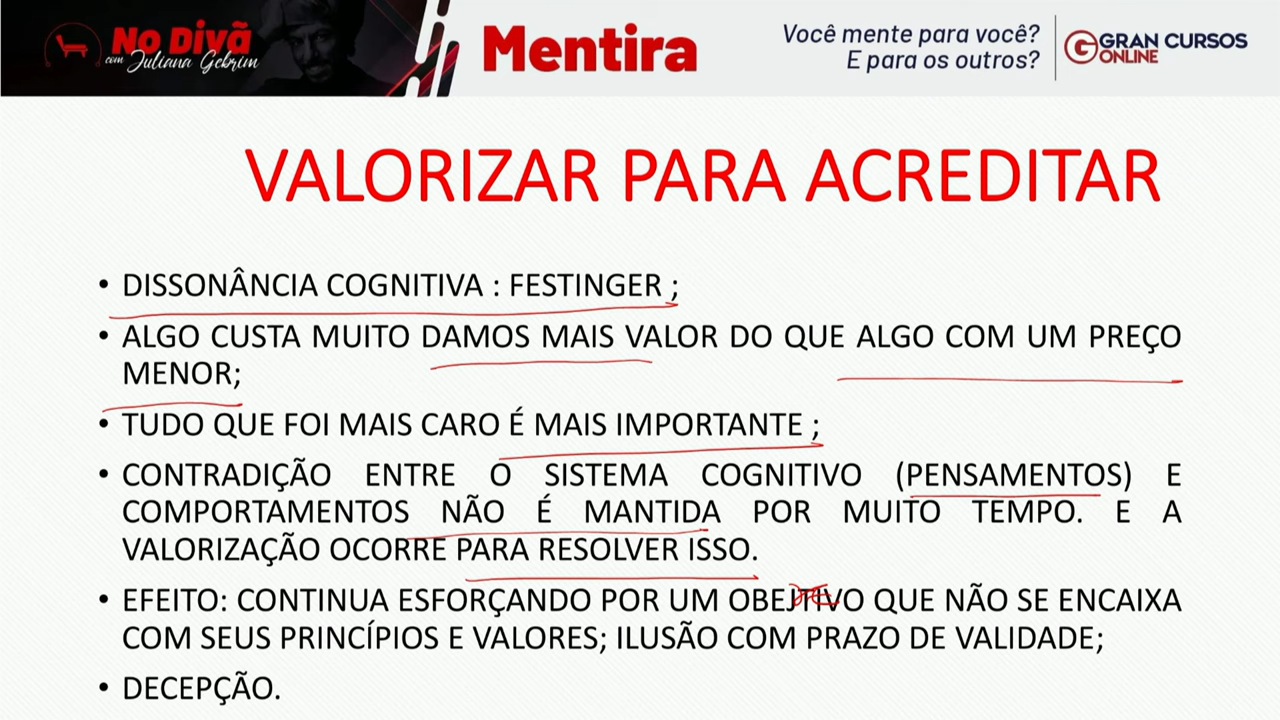 No Divã
com Juliana Gebrim
Mentira
Você mente para você?
E para os outros?
GRAN CURSOS
ONLINE
VALORIZAR PARA ACREDITAR
• DISSONÂNCIA COGNITIVA : FESTINGER ;
• ALGO CUSTA MUITO DAMOS MAIS VALOR DO QUE ALGO COM UM PREÇO
MENOR;
• TUDO QUE FOI MAIS CARO É MAIS IMPORTANTE ;
• CONTRADIÇÃO ENTRE O SISTEMA COGNITIVO (PENSAMENTOS) E
COMPORTAMENTOS NÃO É MANTIDA POR MUITO TEMPO. E A
VALORIZAÇÃO OCORRE PARA RESOLVER ISSO.
• EFEITO: CONTINUA ESFORÇANDO POR UM OBEJTIVO QUE NÃO SE ENCAIXA
COM SEUS PRINCÍPIOS E VALORES; ILUSÃO COM PRAZO DE VALIDADE;
• DECEPÇÃO.